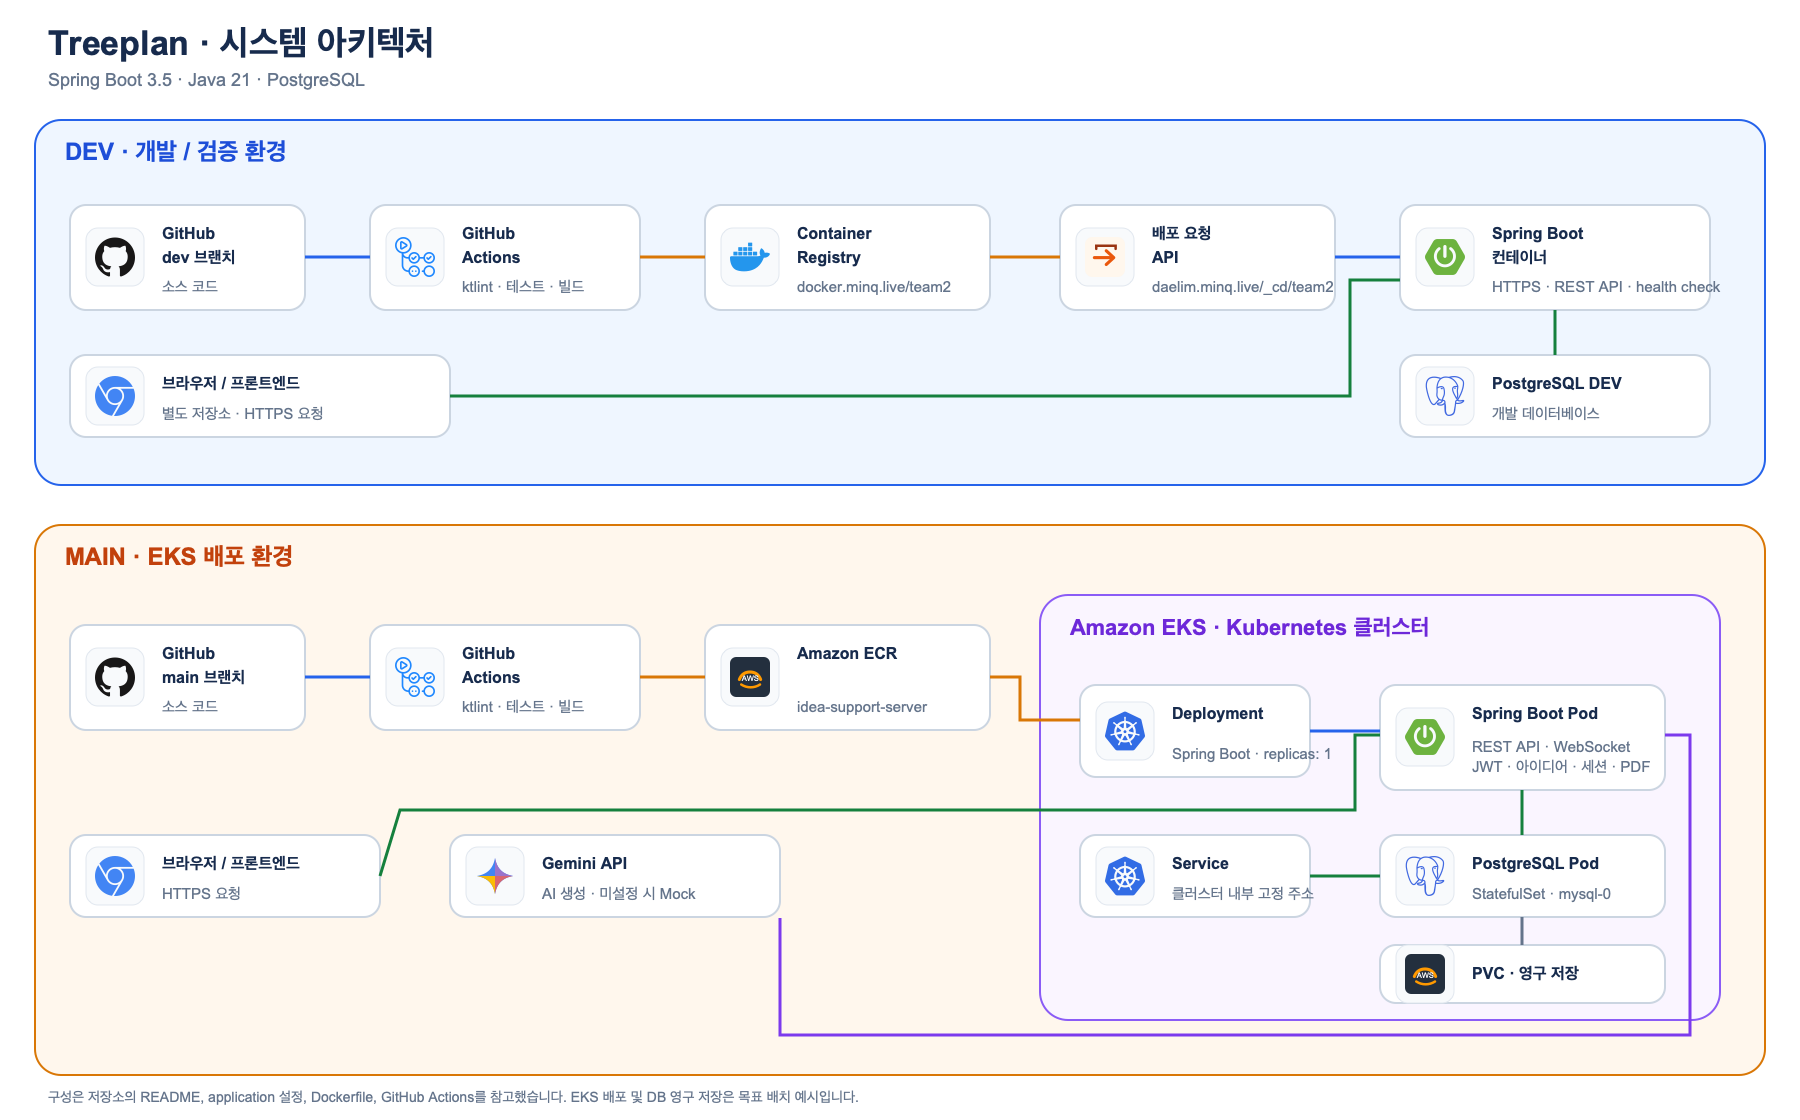 Treeplan · 시스템 아키텍처
Spring Boot 3.5 · Java 21 · PostgreSQL
DEV · 개발 / 검증 환경
GitHub
dev 브랜치
소스 코드
GitHub
Actions
ktlint · 테스트 · 빌드
Container
Registry
docker.minq.live/team2
배포 요청
API
daelim.minq.live/_cd/team2
Spring Boot
컨테이너
HTTPS · REST API · health check
브라우저 / 프론트엔드
별도 저장소 · HTTPS 요청
PostgreSQL DEV
개발 데이터베이스
MAIN · EKS 배포 환경
GitHub
main 브랜치
소스 코드
GitHub
Actions
ktlint · 테스트 · 빌드
AWS
Amazon ECR
idea-support-server
Amazon EKS · Kubernetes 클러스터
Deployment
Spring Boot · replicas: 1
Spring Boot Pod
REST API · WebSocket
JWT · 아이디어 · 세션 · PDF
브라우저 / 프론트엔드
HTTPS 요청
Gemini API
AI 생성 · 미설정 시 Mock
Service
클러스터 내부 고정 주소
PostgreSQL Pod
StatefulSet · mysql-0
AWS
PVC · 영구 저장
구성은 저장소의 README, application 설정, Dockerfile, GitHub Actions를 참고했습니다. EKS 배포 및 DB 영구 저장은 목표 배치 예시입니다.